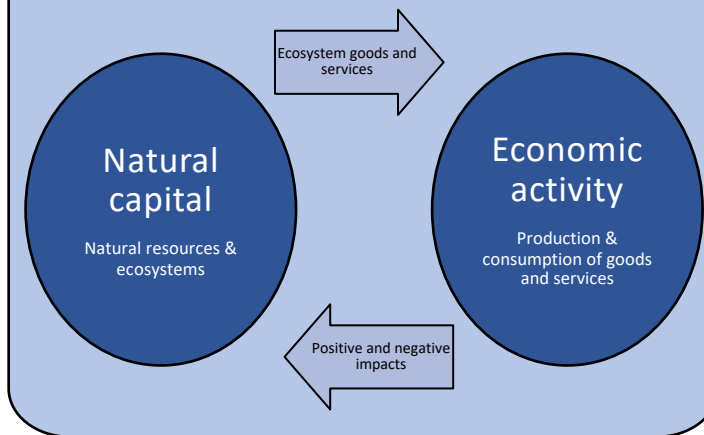 Ecosystem goods and
services
Natural
capital
Natural resources &
ecosystems
Economic
activity
Production &
consumption of goods
and services
Positive and negative
impacts